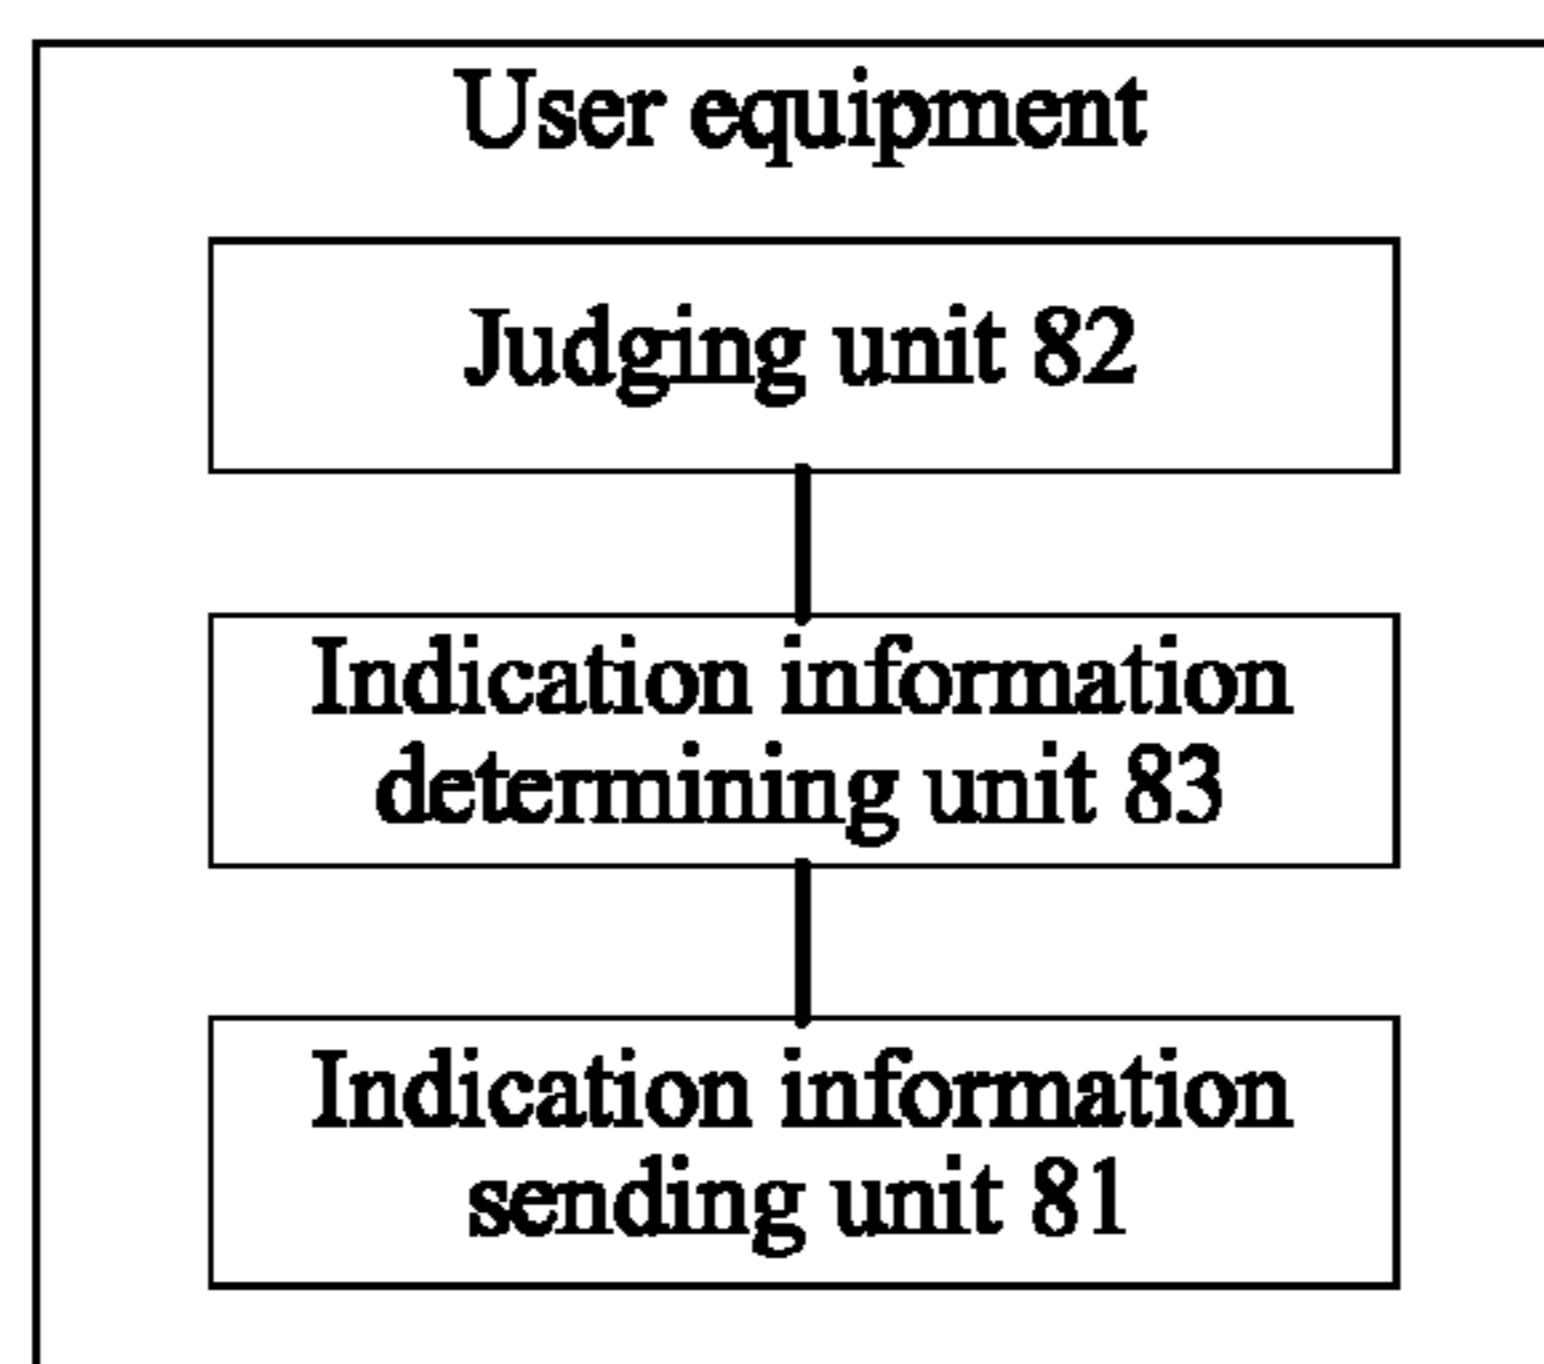 User equipment
Judging unit 82
Indication information
determining unit 83
Indication information
sending unit 81